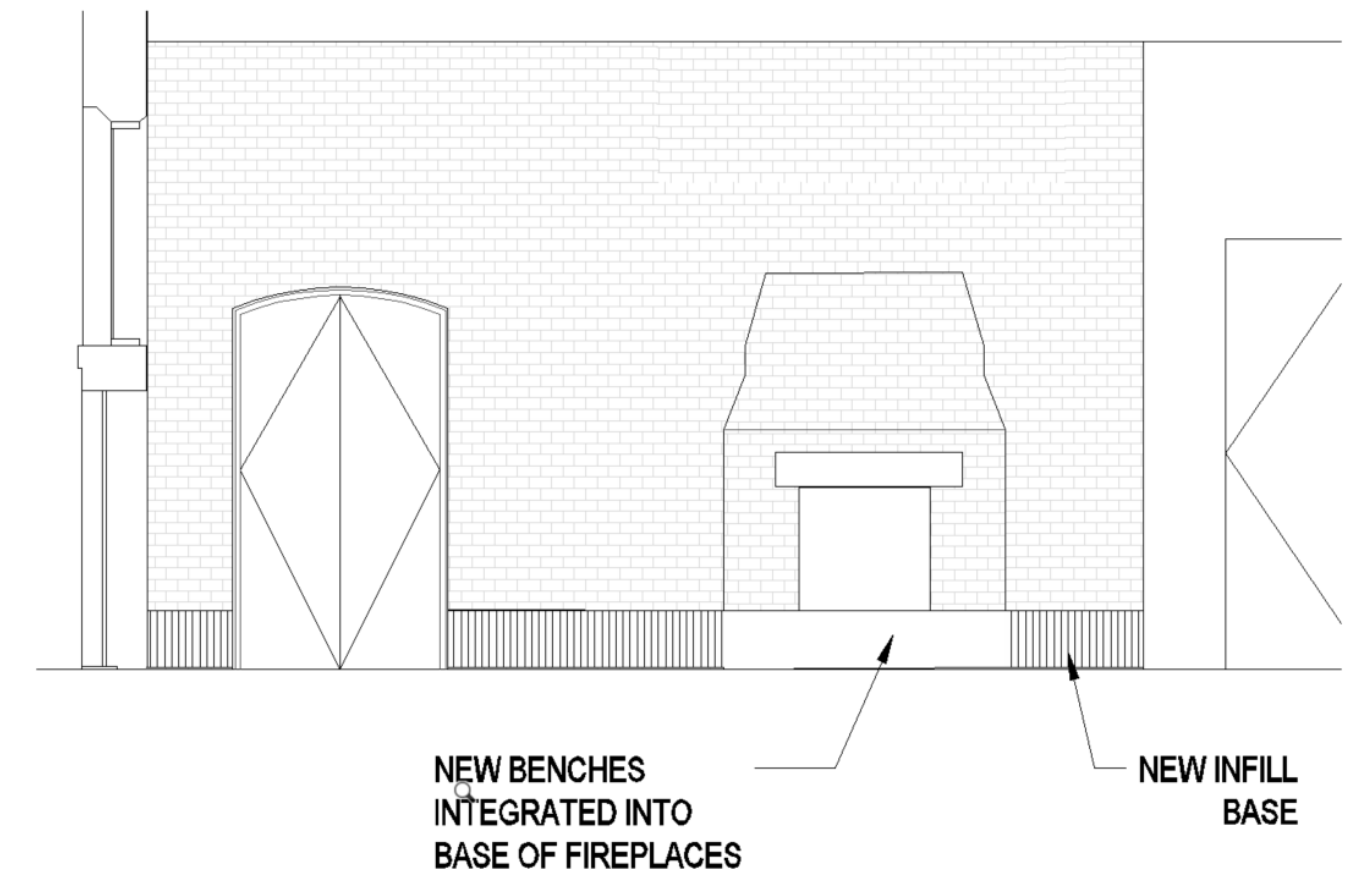 NEW BENCHES
INTEGRATED INTO
BASE OF FIREPLACES
NEW INFILL
BASE